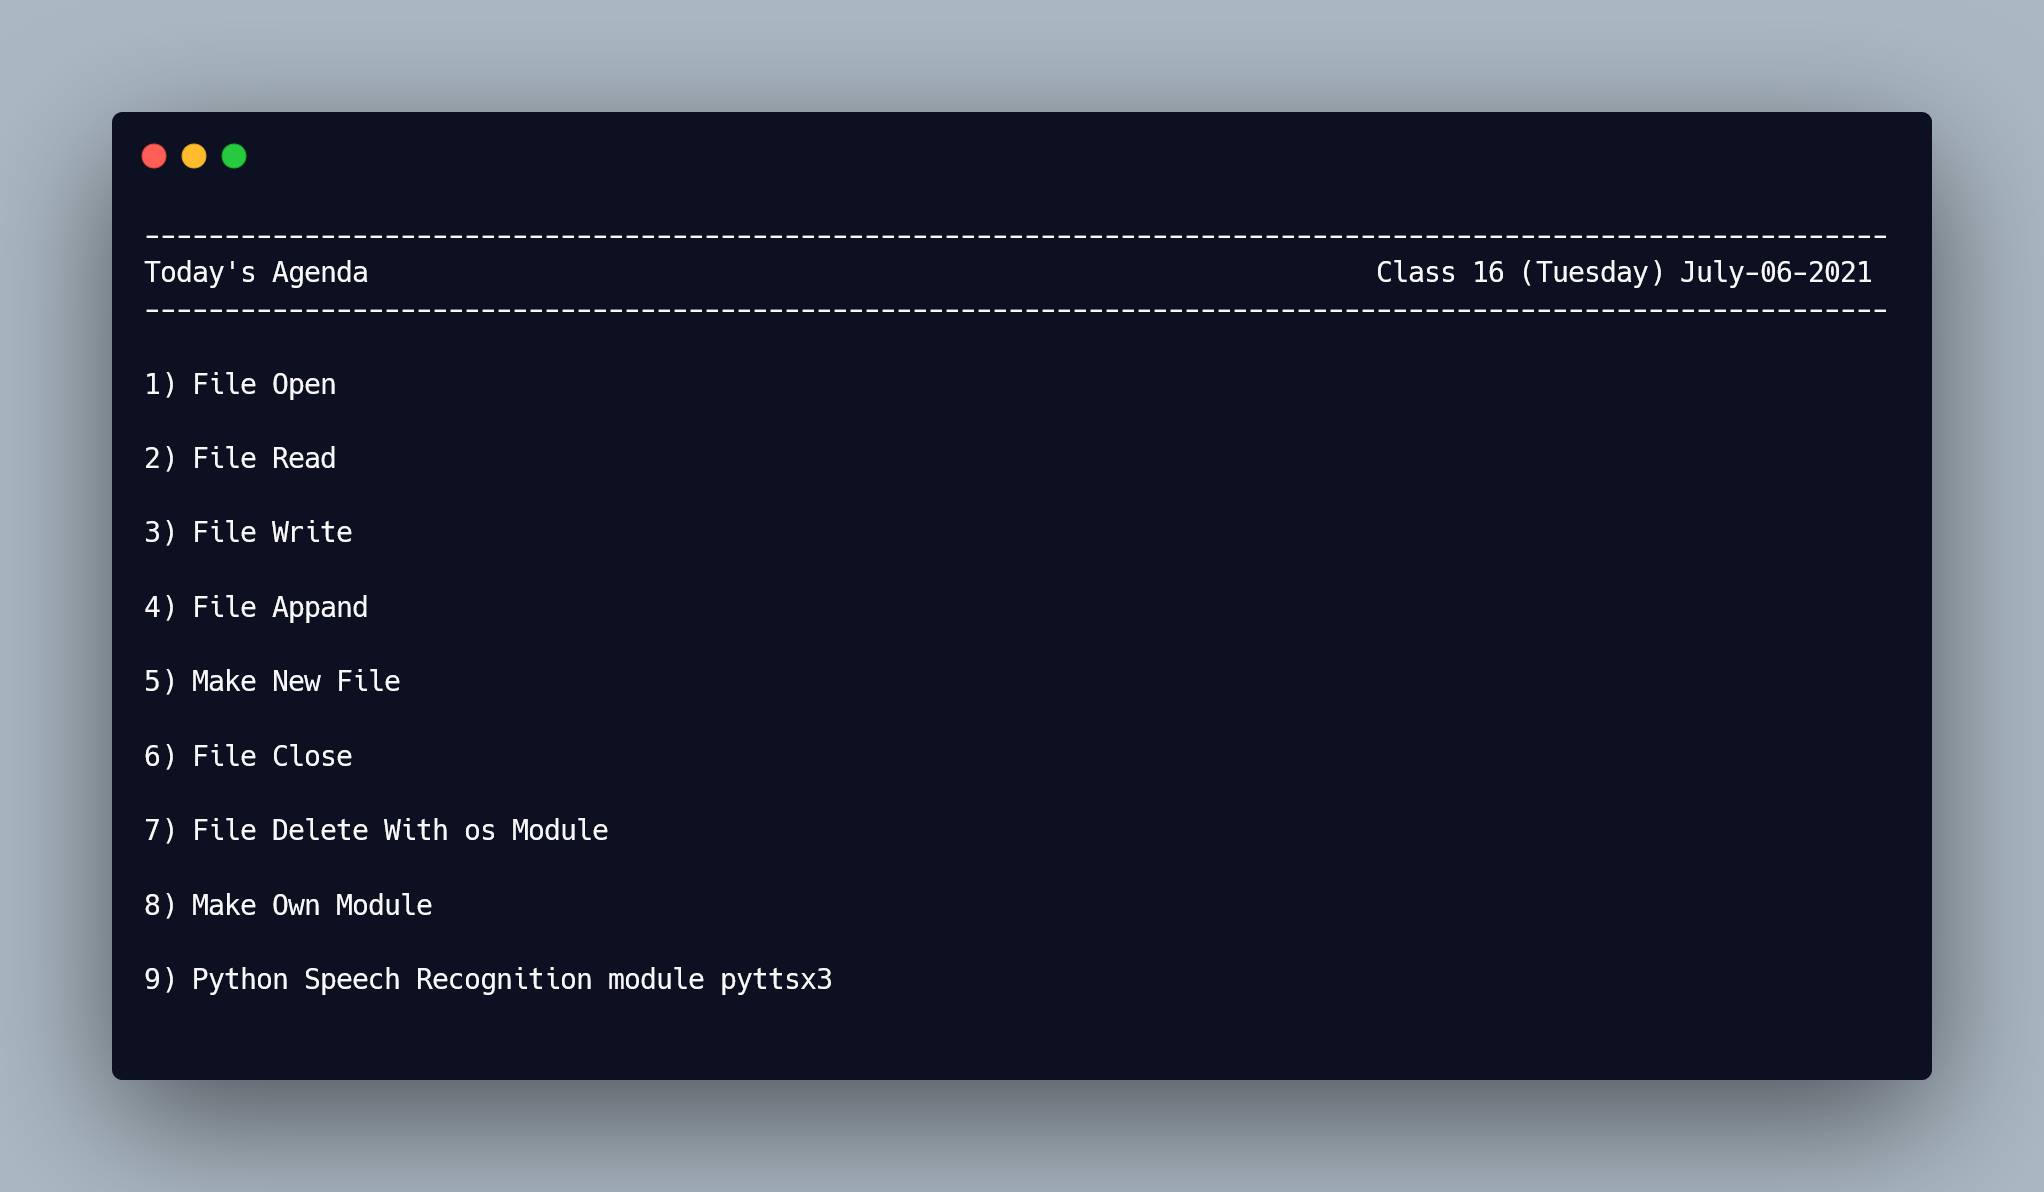 -------------------------------------------------------------------------------------------------------------
Today's Agenda                                                               Class 16 (Tuesday) July-06-2021
-------------------------------------------------------------------------------------------------------------
1) File Open
2) File Read
3) File Write
4) File Appand
5) Make New File
6) File Close
7) File Delete With os Module
8) Make Own Module
9) Python Speech Recognition module pyttsx3